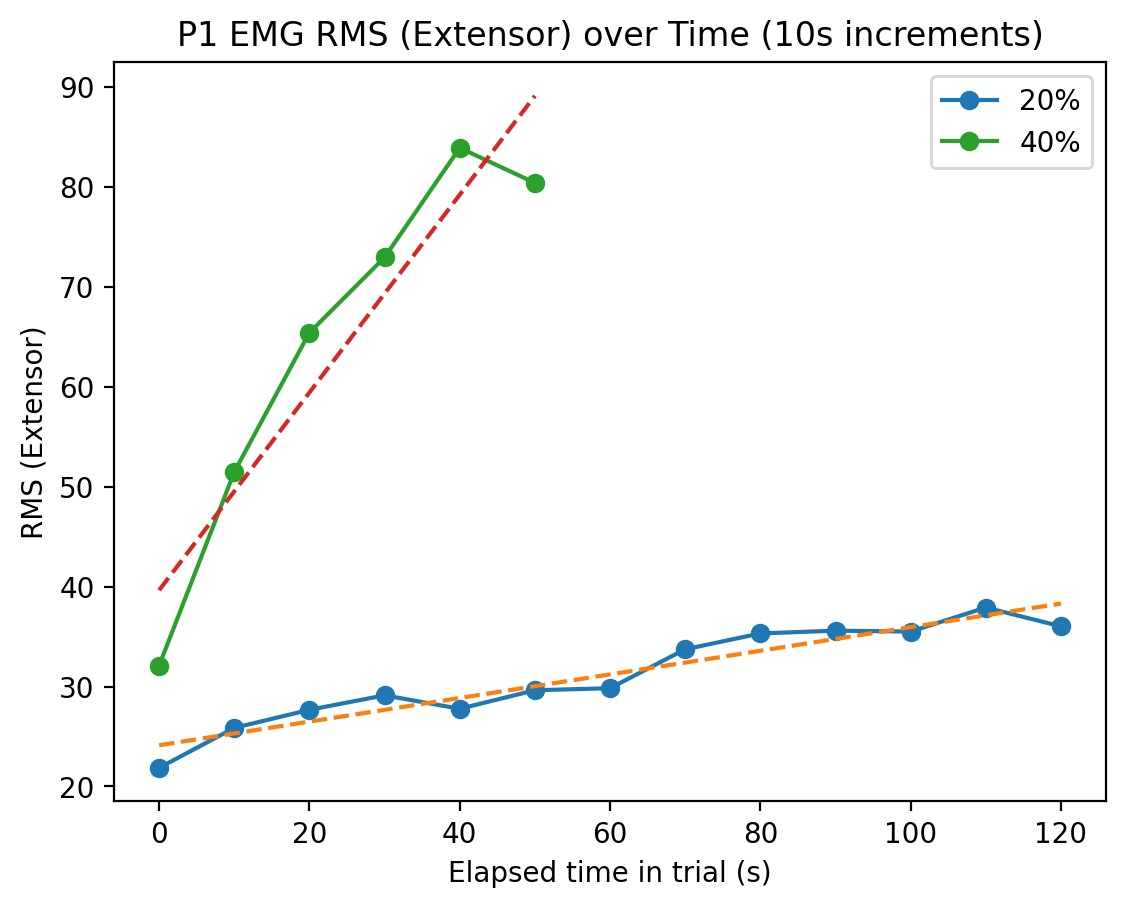 P1 EMG RMS (Extensor) over Time (10s increments)
20%
40%
RMS (Extensor)
90
80
70
60
50
40
30
20
0 20 40 60 80 100 120
Elapsed time in trial (s)